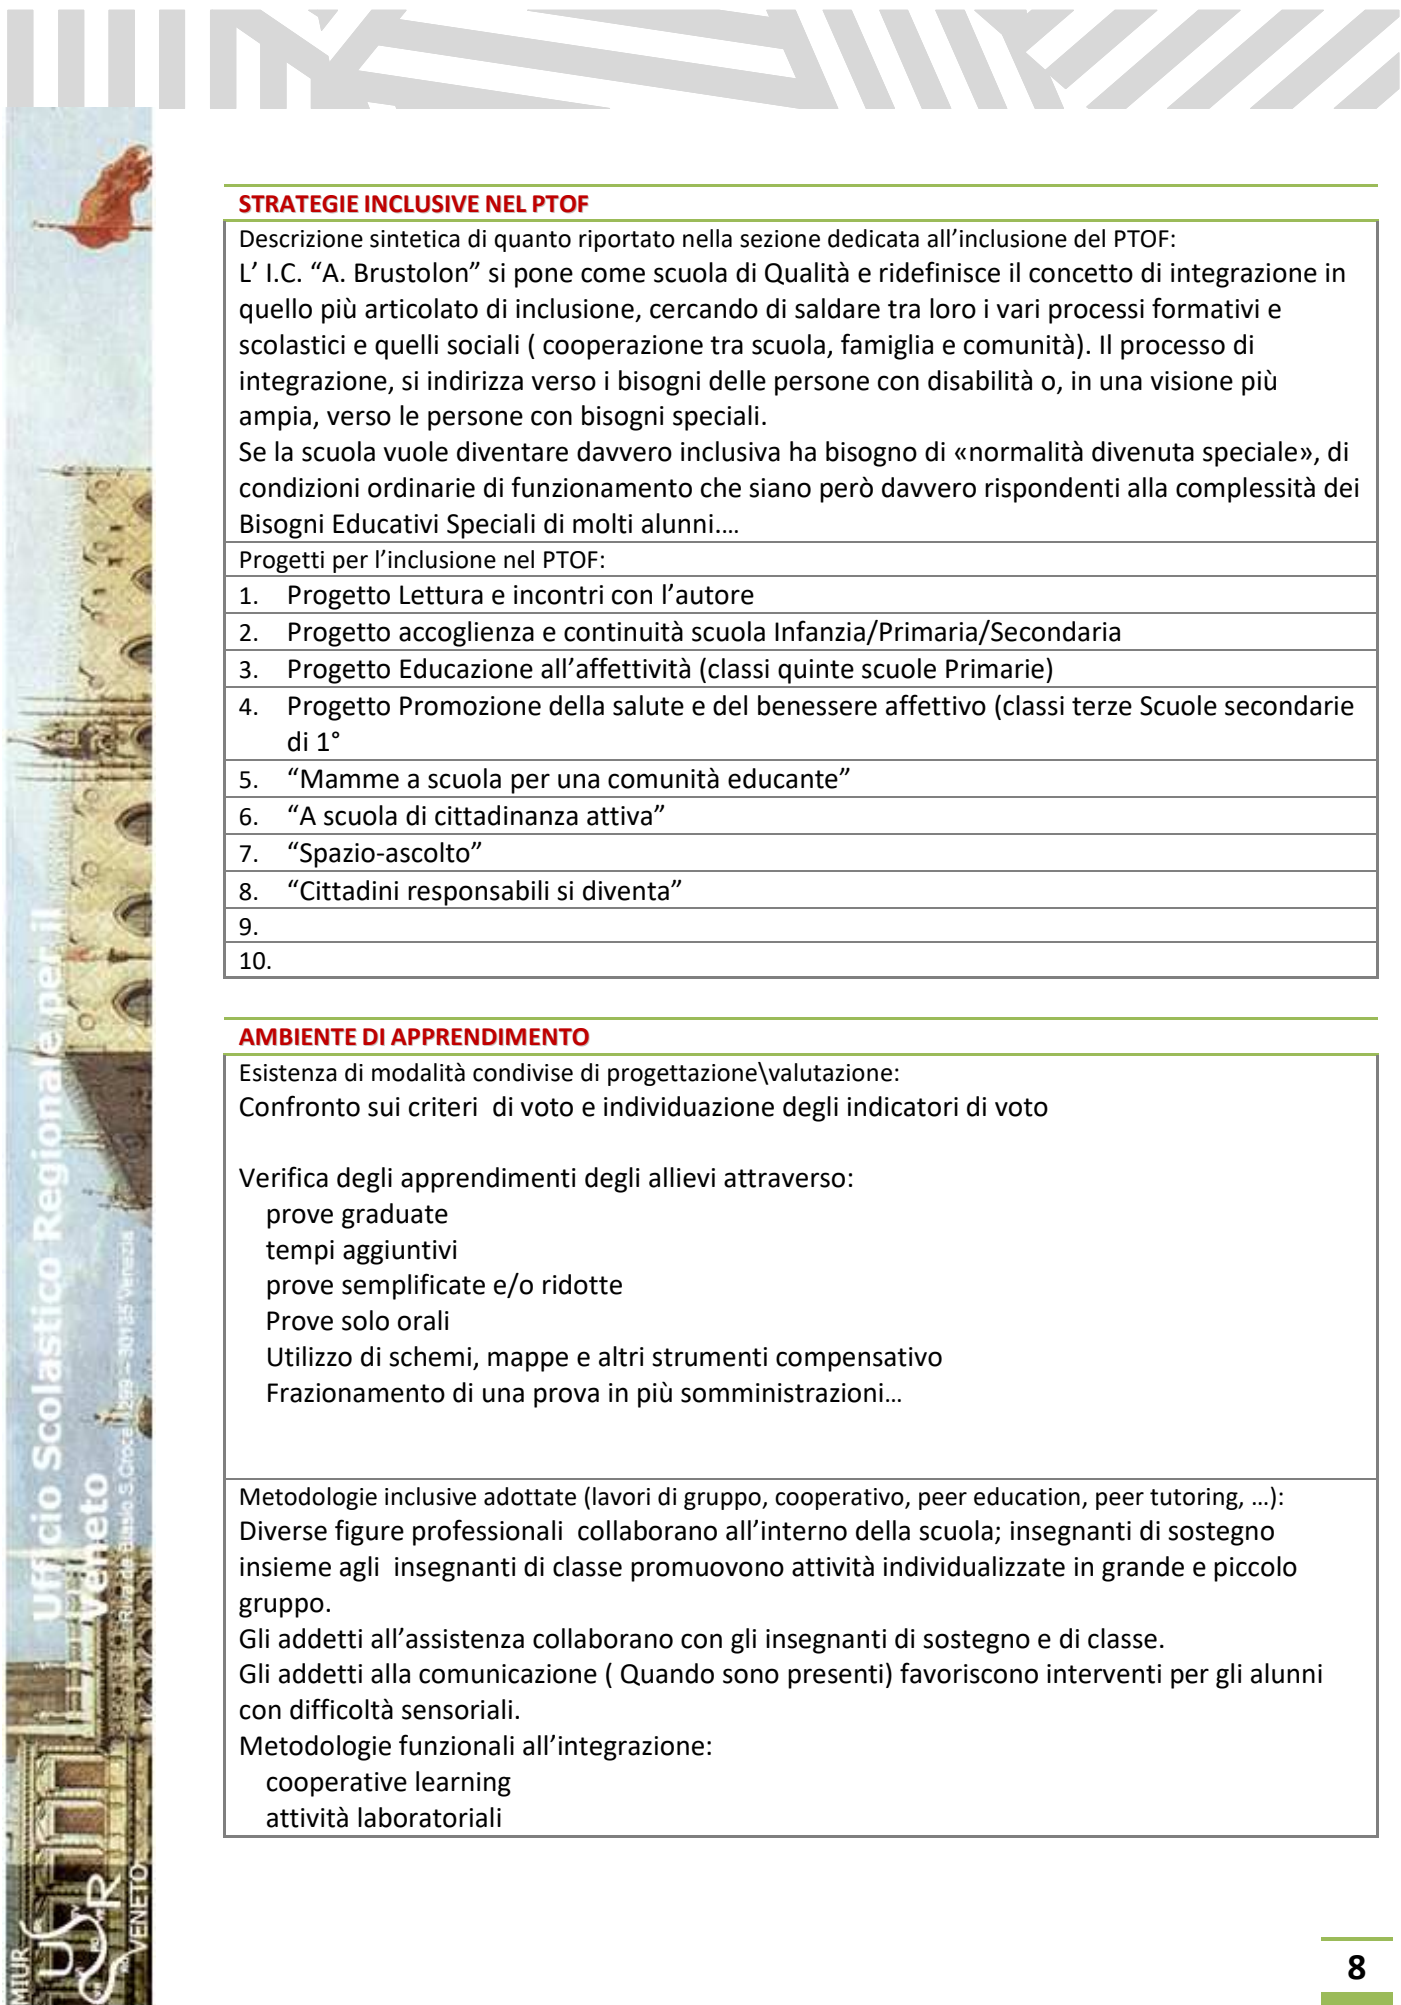 STRATEGIE INCLUSIVE NEL PTOF
Descrizione sintetica di quanto riportato nella sezione dedicata all’inclusione del PTOF:
L’ I.C. “A. Brustolon” si pone come scuola di Qualità e ridefinisce il concetto di integrazione in
quello più articolato di inclusione, cercando di saldare tra loro i vari processi formativi e
scolastici e quelli sociali ( cooperazione tra scuola, famiglia e comunità). Il processo di
integrazione, si indirizza verso i bisogni delle persone con disabilità o, in una visione più
ampia, verso le persone con bisogni speciali.
Se la scuola vuole diventare davvero inclusiva ha bisogno di «normalità divenuta speciale», di
condizioni ordinarie di funzionamento che siano però davvero rispondenti alla complessità dei
Bisogni Educativi Speciali di molti alunni.…
Progetti per l’inclusione nel PTOF:
1. Progetto Lettura e incontri con l’autore
2. Progetto accoglienza e continuità scuola Infanzia/Primaria/Secondaria
3. Progetto Educazione all’affettività (classi quinte scuole Primarie)
4. Progetto Promozione della salute e del benessere affettivo (classi terze Scuole secondarie
di 1°
5. “Mamme a scuola per una comunità educante”
6. “A scuola di cittadinanza attiva”
7. “Spazio-ascolto”
8. “Cittadini responsabili si diventa”
9.
10.
AMBIENTE DI APPRENDIMENTO
Esistenza di modalità condivise di progettazione\valutazione:
Confronto sui criteri  di voto e individuazione degli indicatori di voto
Verifica degli apprendimenti degli allievi attraverso:
prove graduate
tempi aggiuntivi
prove semplificate e/o ridotte
Prove solo orali
Utilizzo di schemi, mappe e altri strumenti compensativo
Frazionamento di una prova in più somministrazioni…
Metodologie inclusive adottate (lavori di gruppo, cooperativo, peer education, peer tutoring, …):
Diverse figure professionali  collaborano all’interno della scuola; insegnanti di sostegno
insieme agli  insegnanti di classe promuovono attività individualizzate in grande e piccolo
gruppo.
Gli addetti all’assistenza collaborano con gli insegnanti di sostegno e di classe.
Gli addetti alla comunicazione ( Quando sono presenti) favoriscono interventi per gli alunni
con difficoltà sensoriali.
Metodologie funzionali all’integrazione:
cooperative learning
attività laboratoriali
Ufficio Scolastico Regionale per il
Veneto
Riva de Biasio S.Croce 1299 – 30135 Venezia
MIUR
USR
VENETO
8